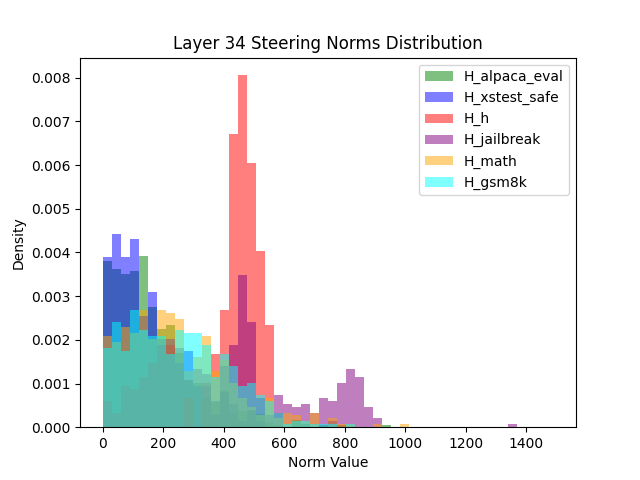 Layer 34 Steering Norms Distribution
0.008
0.007
0.006
0.005
0.004
0.003
0.002
0.001
0.000
Density
H_alpaca_eval
H_xstest_safe
H_h
H_jailbreak
H_math
H_gsm8k
0 200 400 600 800 1000 1200 1400
Norm Value